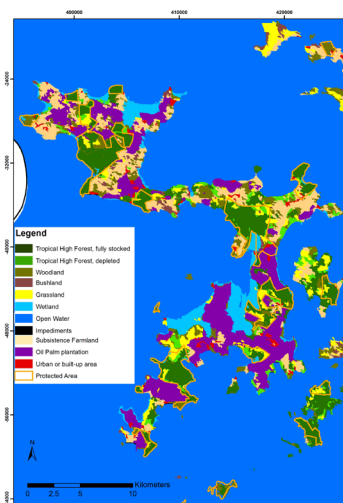 400000 410000 420000
-24000
-32000
-40000
-48000
-56000
Legend
Tropical High Forest, fully stocked
Tropical High Forest, depleted
Woodland
Bushland
Grassland
Wetland
Open Water
Impediments
Subsistence Farmland
Oil Palm plantation
Urban or built-up area
Protected Area
N
Kilometers
0 2.5 5 10